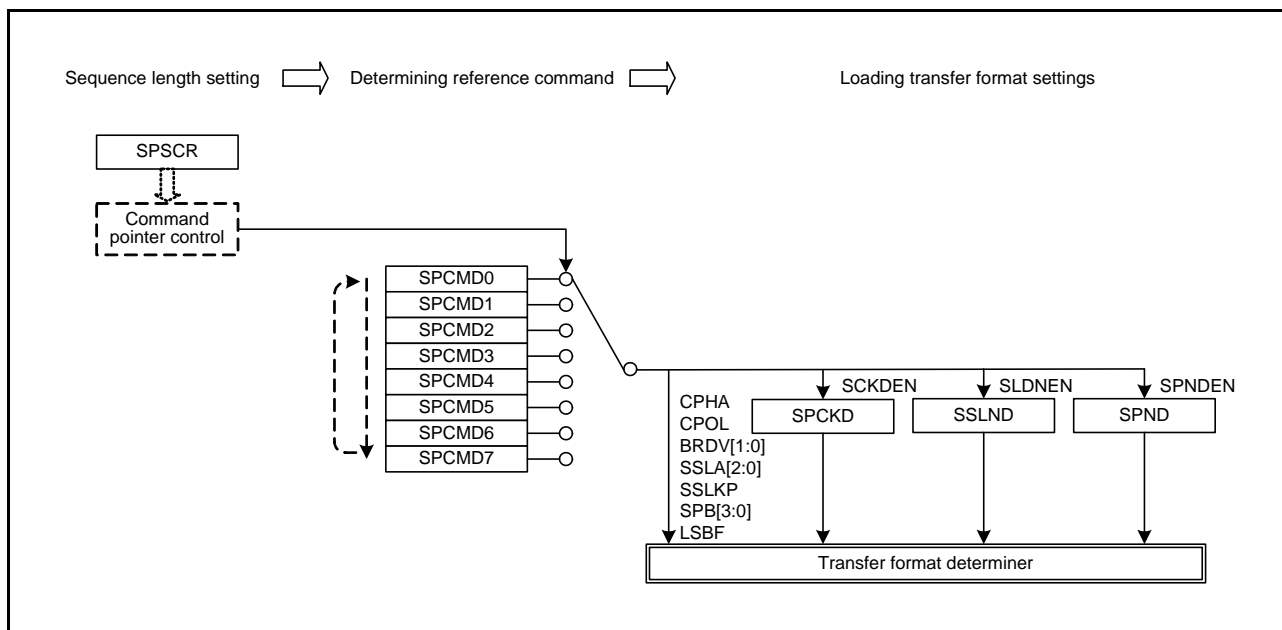 Sequence length setting
Determining reference command
Loading transfer format settings
SPSCR
Command
pointer control
SPCMD0
SPCMD1
SPCMD2
SPCMD3
SPCMD4
SPCMD5
SPCMD6
SPCMD7
CPHA
CPOL
BRDV[1:0]
SSLA[2:0]
SSLKP
SPB[3:0]
LSBF
SCKDEN
SPCKD
SLDNEN
SSLND
SPNDEN
SPND
Transfer format determiner